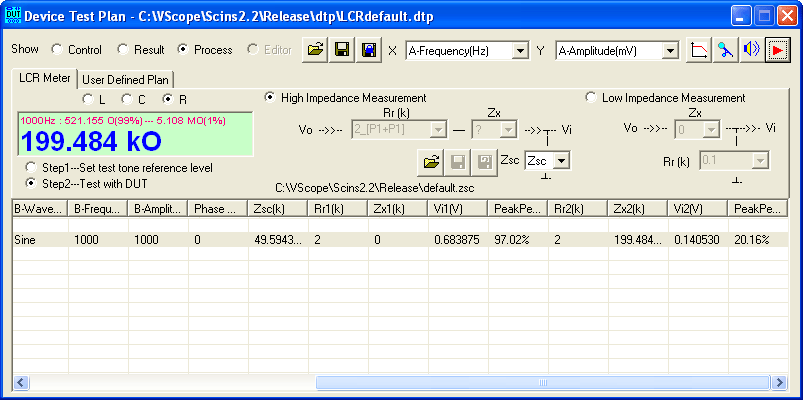 Device Test Plan - C:\VScope\Scins2.2\Release\dtp\LCRdefault.dtp
Show Control Result Process Editor X A-Frequency(Hz) Y A-Amplitude(mV)
LCR Meter User Defined Plan
L C R
1000Hz : 521.155 O(99%) --- 5.108 MO(1%)
199.484 kO
Step1---Set test tone reference level
Step2---Test with DUT
High Impedance Measurement
Rr (k) Zx
Vo -->>- 2_[P1+P1] — ? -->>-┬-> Vi
Zsc Zsc
C:\VScope\Scins2.2\Release\default.zsc
Low Impedance Measurement
Zx
Vo -->>- 0 --┬->>- Vi
Rr (k) 0.1
B-Wave... B-Frequ... B-Amplit... Phase ... Zsc(k) Rr1(k) Zx1(k) Vi1(V) PeakPe... Rr2(k) Zx2(k) Vi2(V) PeakPe...
Sine 1000 1000 0 49.5943... 2 0 0.683875 97.02% 2 199.484... 0.140530 20.16%